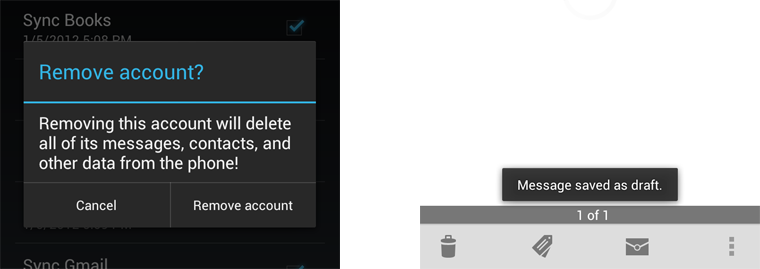 Sync Books
1/5/2012 5:08 PM
Remove account?
Removing this account will delete
all of its messages, contacts, and
other data from the phone!
Cancel
Remove account
Sync Gmail
Message saved as draft.
1 of 1